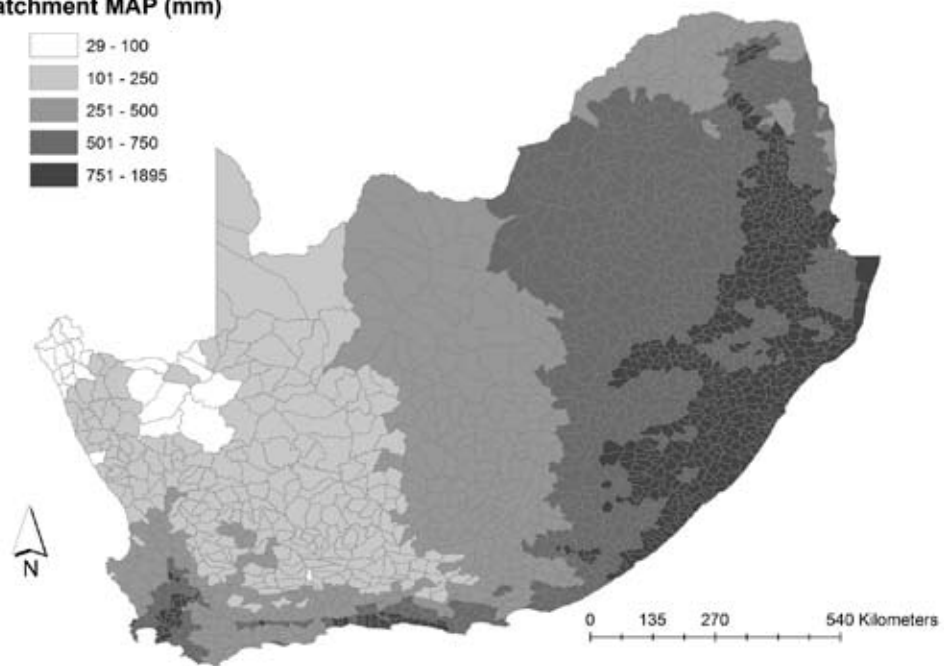 atchment MAP (mm)
29 - 100
101 - 250
251 - 500
501 - 750
751 - 1895
N
0 135 270 540 Kilometers